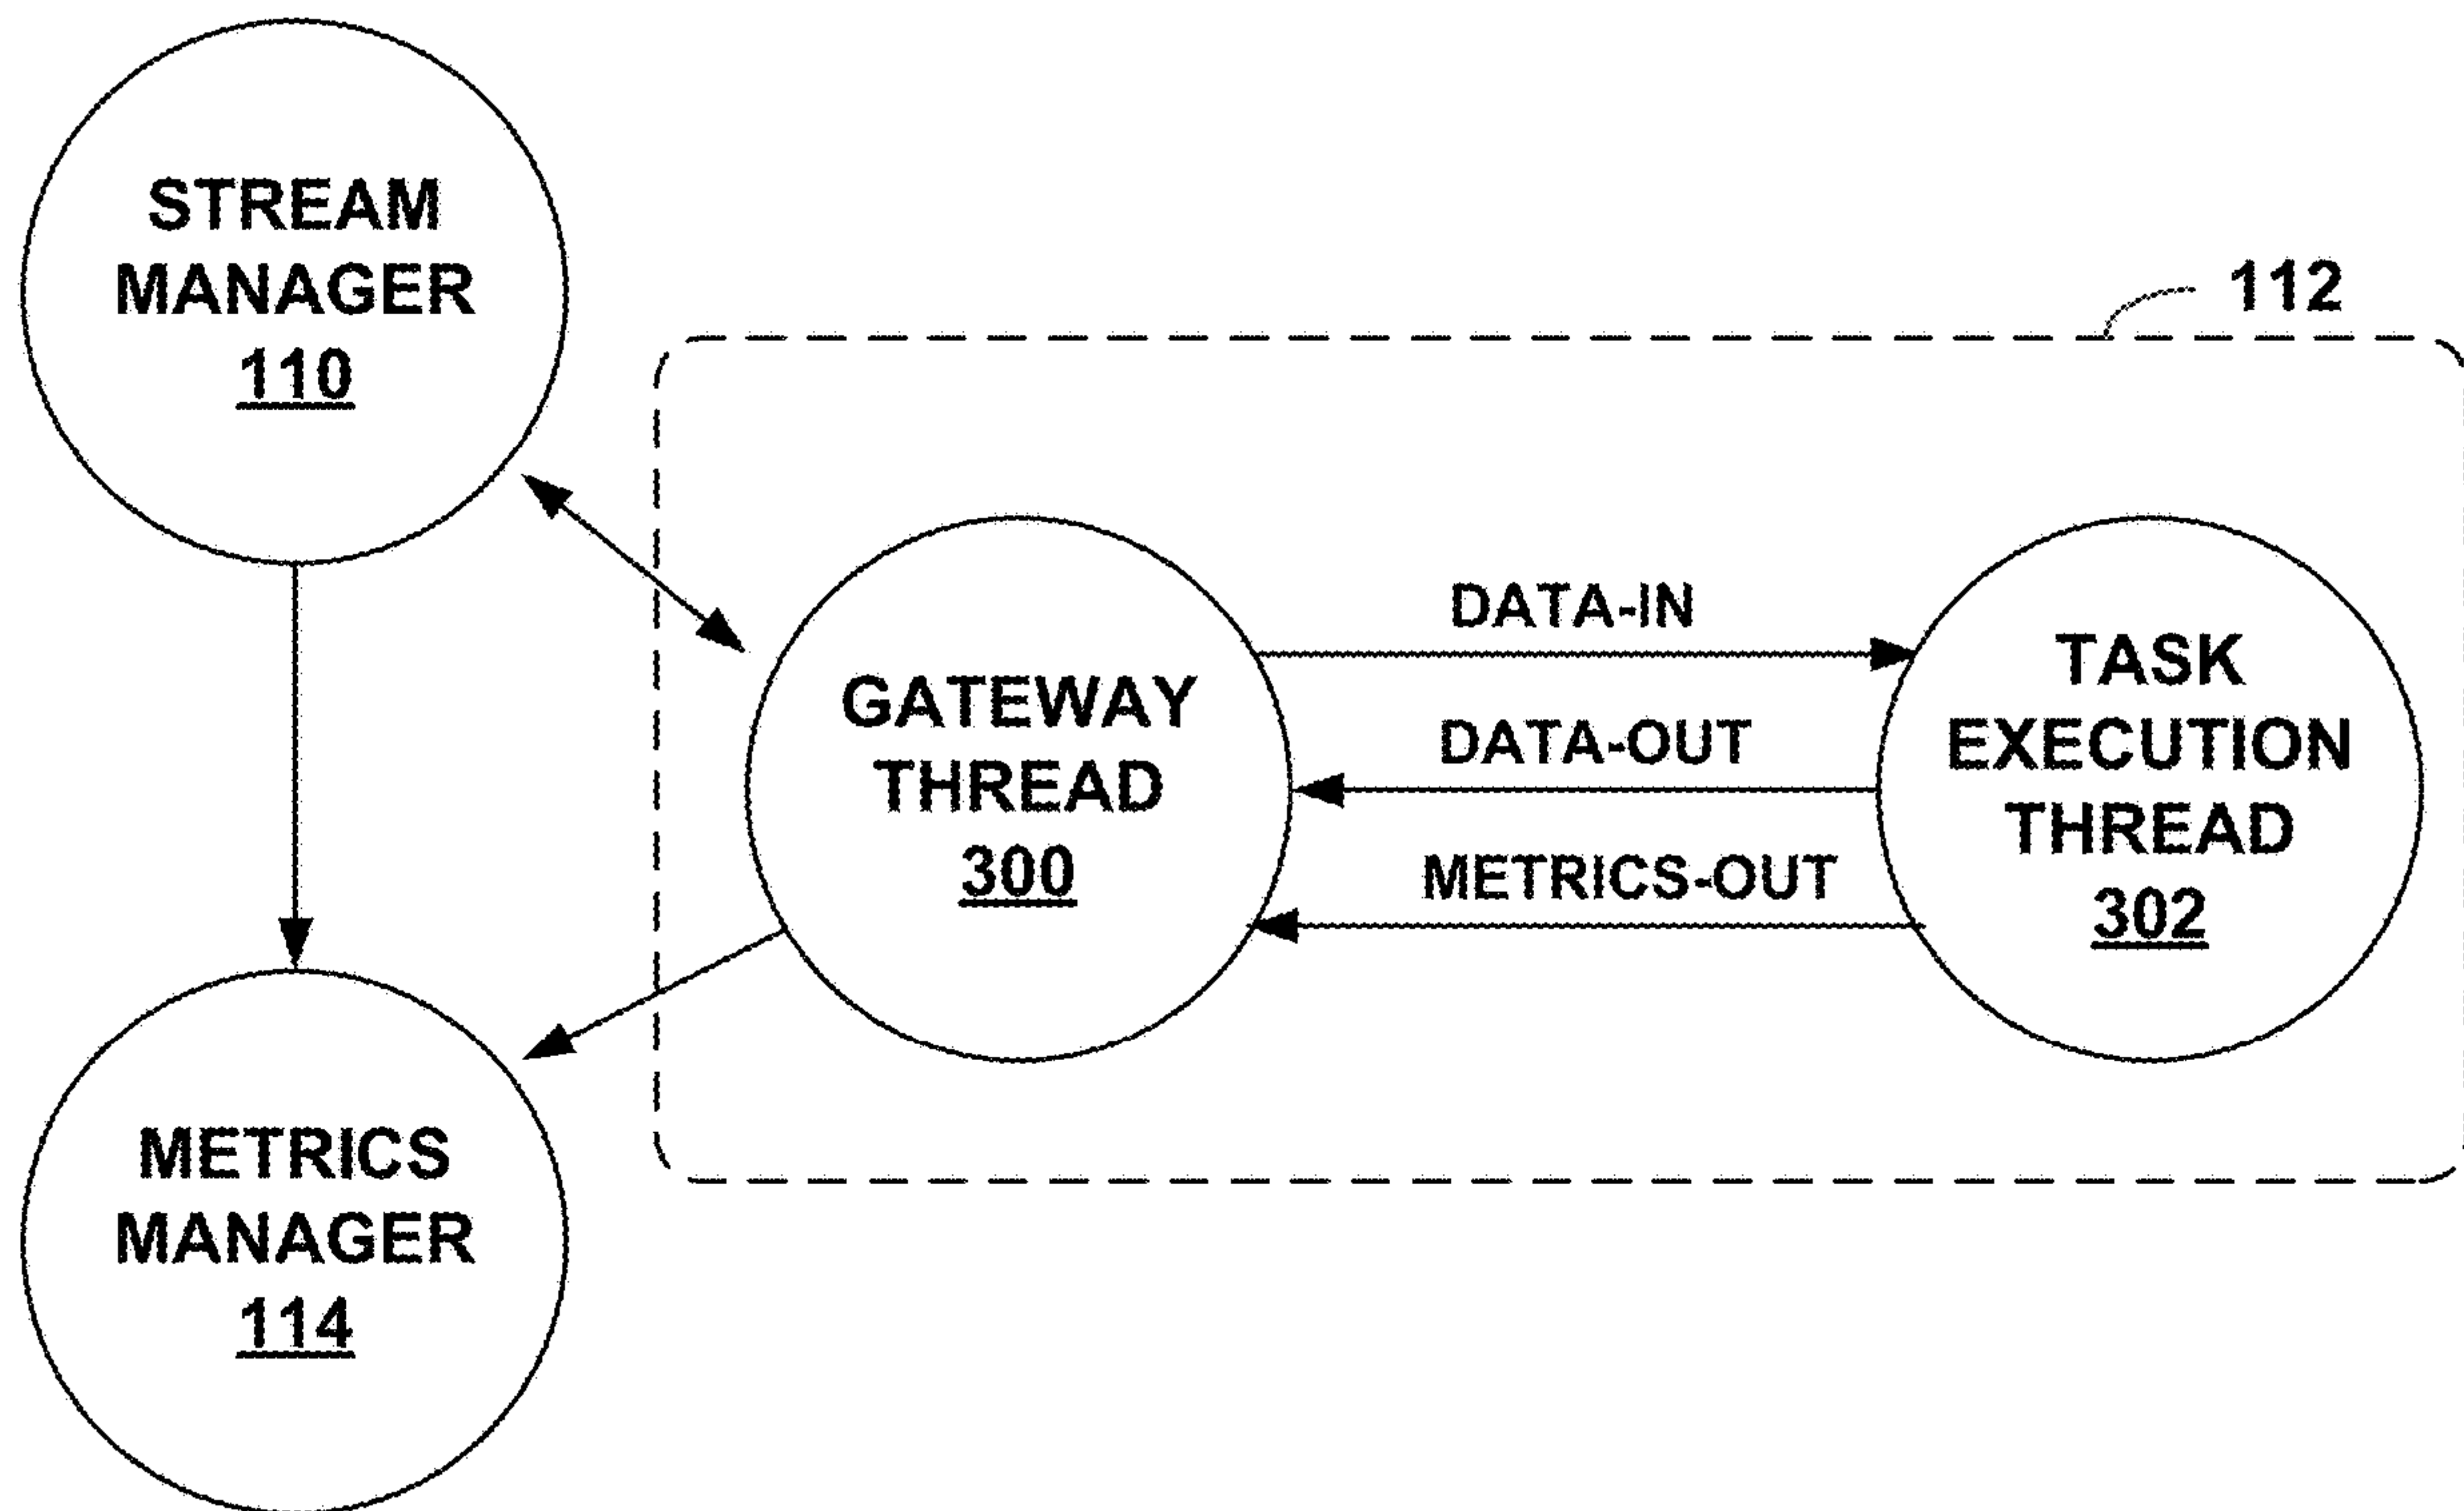 STREAM
MANAGER
110
112
DATA-IN
GATEWAY
THREAD
300
DATA-OUT
METRICS-OUT
TASK
EXECUTION
THREAD
302
METRICS
MANAGER
114